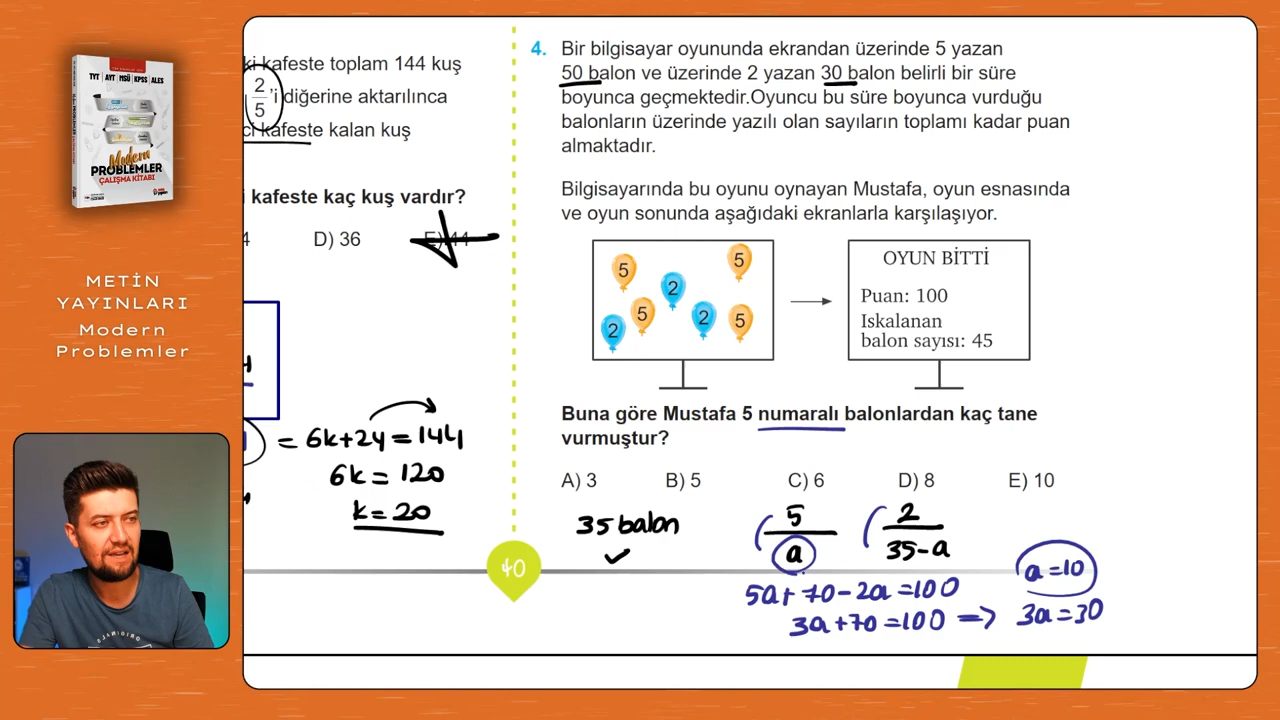 TYT | AYT | MSÜ | KPSS | ALES
Modern
PROBLEMLER
ÇALIŞMA KİTABI
METİN
YAYINLARI
Modern
Problemler
ki kafeste toplam 144 kuş
2
5
'i diğerine aktarılınca
ci kafeste kalan kuş
i kafeste kaç kuş vardır?
4
D) 36
E) 44
= 6k+24=144
6k=120
k=20
40
4.
Bir bilgisayar oyununda ekrandan üzerinde 5 yazan
50 balon ve üzerinde 2 yazan 30 balon belirli bir süre
boyunca geçmektedir.Oyuncu bu süre boyunca vurduğu
balonların üzerinde yazılı olan sayıların toplamı kadar puan
almaktadır.
Bilgisayarında bu oyunu oynayan Mustafa, oyun esnasında
ve oyun sonunda aşağıdaki ekranlarla karşılaşıyor.
5
5
2
5
2
5
2
OYUN BİTTİ
Puan: 100
Iskalanan
balon sayısı: 45
Buna göre Mustafa 5 numaralı balonlardan kaç tane
vurmuştur?
A) 3 B) 5 C) 6 D) 8 E) 10
35 balon
5
a
2
35-a
a=10
5a+70-2a=100
3a+70=100 => 3a=30